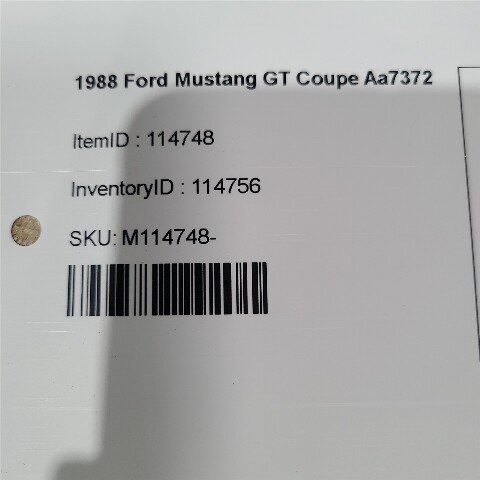 1988 Ford Mustang GT Coupe Aa7372
ItemID : 114748
InventoryID : 114756
SKU: M114748-